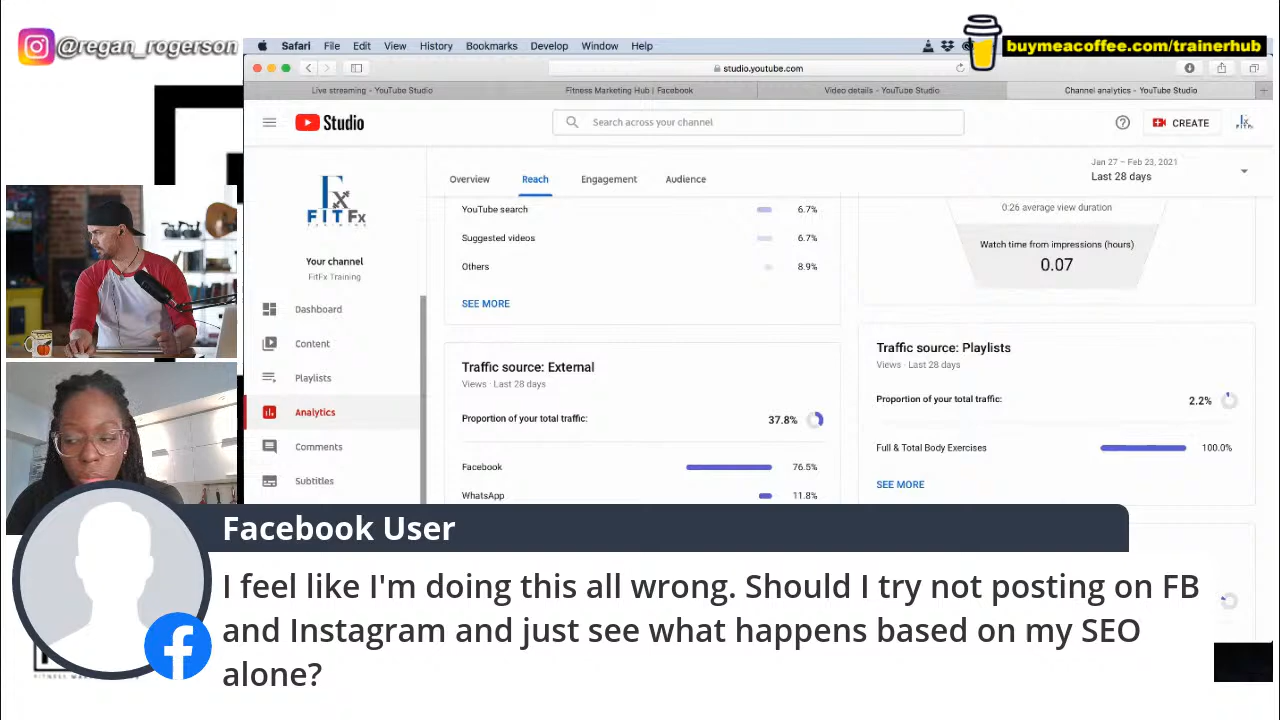 @regan_rogerson
buymeacoffee.com/trainerhub
Safari File Edit View History Bookmarks Develop Window Help
studio.youtube.com
Live streaming - YouTube Studio
Fitness Marketing Hub | Facebook
Video details - YouTube Studio
Channel analytics - YouTube Studio
Studio
Search across your channel
CREATE
Overview Reach Engagement Audience
Jan 27 – Feb 23, 2021
Last 28 days
FITFx
Your channel
FitFx Training
Dashboard
Content
Playlists
Analytics
Comments
Subtitles
YouTube search 6.7%
Suggested videos 6.7%
Others 8.9%
SEE MORE
0:26 average view duration
Watch time from impressions (hours)
0.07
Traffic source: External
Views · Last 28 days
Proportion of your total traffic: 37.8%
Facebook 76.5%
WhatsApp 11.8%
Traffic source: Playlists
Views · Last 28 days
Proportion of your total traffic: 2.2%
Full & Total Body Exercises 100.0%
SEE MORE
Facebook User
I feel like I'm doing this all wrong. Should I try not posting on FB
and Instagram and just see what happens based on my SEO
alone?